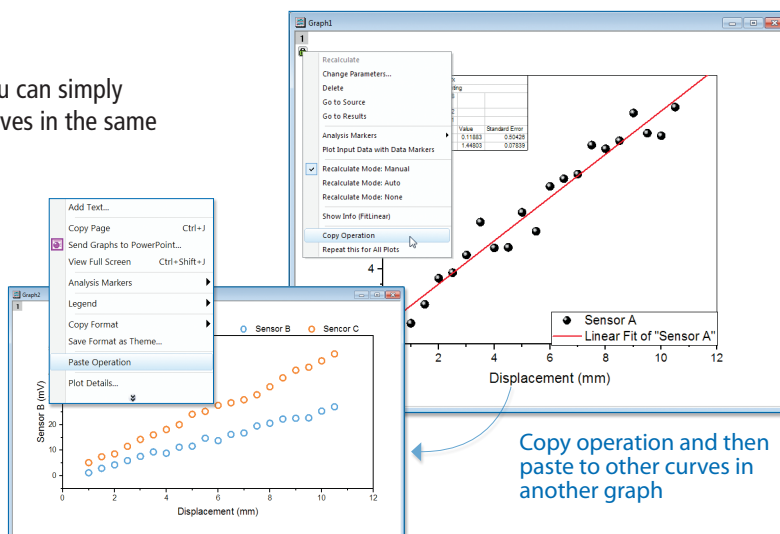 u can simply
ves in the same
Graph1
1
Recalculate
Change Parameters...
Delete
Go to Source
Go to Results
Analysis Markers
Plot Input Data with Data Markers
Recalculate Mode: Manual
Recalculate Mode: Auto
Recalculate Mode: None
Show Info (FitLinear)
Copy Operation
Repeat this for All Plots
Value Standard Error
0.11883 0.50426
1.44803 0.07839
4
Sensor A
Linear Fit of "Sensor A"
2 4 6 8 10 12
Displacement (mm)
Add Text...
Copy Page Ctrl+J
Send Graphs to PowerPoint...
View Full Screen Ctrl+Shift+J
Analysis Markers
Legend
Copy Format
Save Format as Theme...
Paste Operation
Plot Details...
Graph2
1
Sensor B Sencor C
Sensor B (mV)
20
10
0
0 2 4 6 8 10 12
Displacement (mm)
Copy operation and then
paste to other curves in
another graph